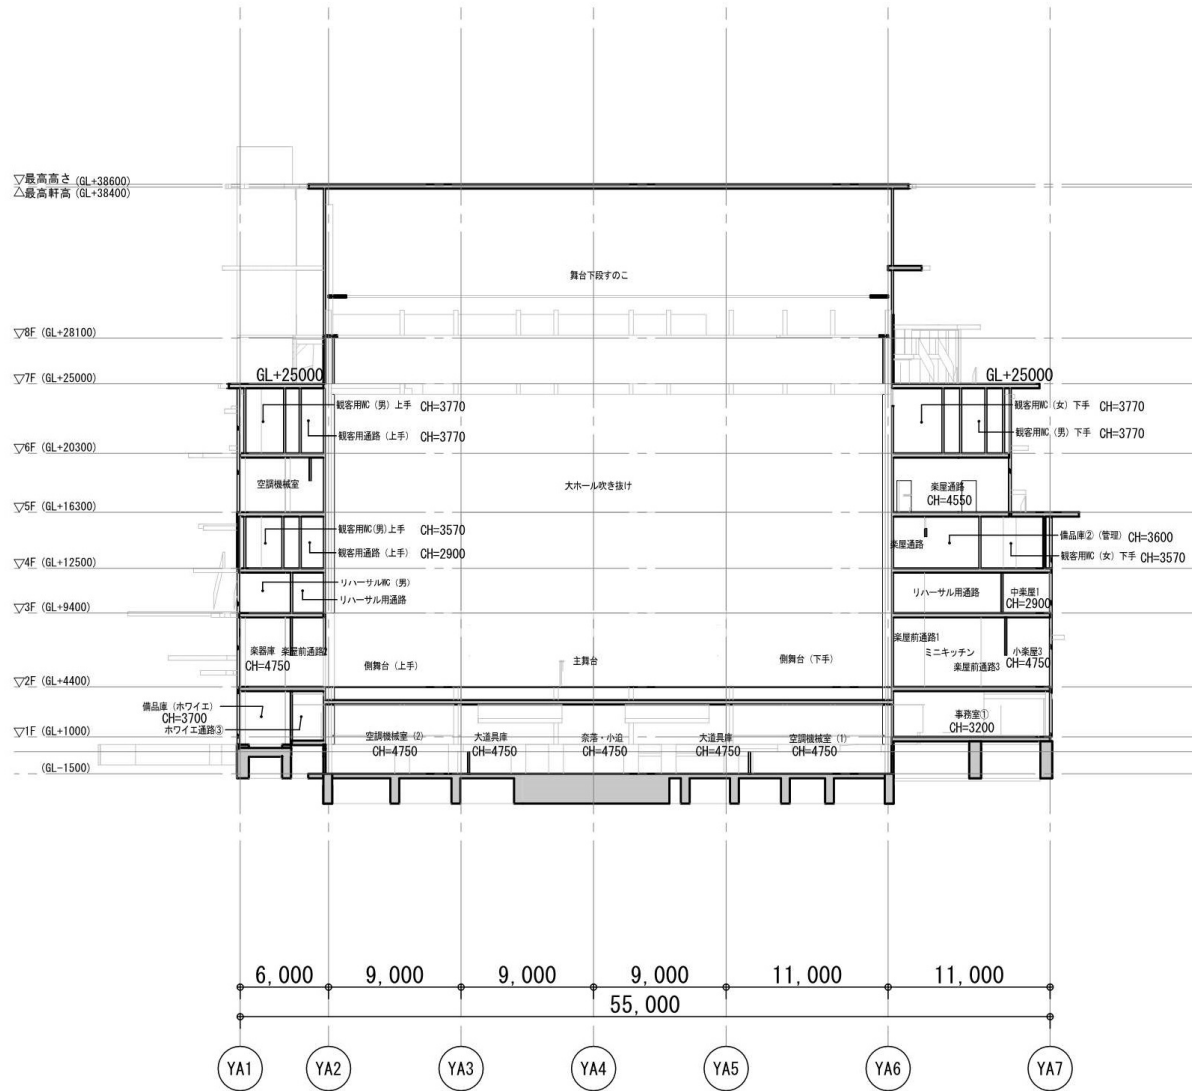 ▽最高高さ (GL+38600)
△最高軒高 (GL+38400)
舞台下段すのこ
▽8F (GL+28100)
▽7F (GL+25000)
GL+25000
GL+25000
観客用WC (男) 上手 CH=3770
観客用通路 (上手) CH=3770
観客用WC (女) 下手 CH=3770
観客用WC (男) 下手 CH=3770
▽6F (GL+20300)
空調機械室
大ホール吹き抜け
楽屋通路
CH=4550
▽5F (GL+16300)
観客用WC(男)上手 CH=3570
観客用通路 (上手) CH=2900
楽屋通路
備品庫② (管理) CH=3600
観客用WC (女) 下手 CH=3570
▽4F (GL+12500)
リハーサルWC (男)
リハーサル用通路
リハーサル用通路
中楽屋1
CH=2900
▽3F (GL+9400)
楽器庫
CH=4750
楽屋前通路2
側舞台 (上手)
主舞台
側舞台 (下手)
楽屋前通路1
ミニキッチン
楽屋前通路3
小楽屋3
CH=4750
▽2F (GL+4400)
備品庫 (ホワイエ)
CH=3700
ホワイエ通路③
事務室①
CH=3200
▽1F (GL+1000)
空調機械室 (2)
CH=4750
大道具庫
CH=4750
奈落・小迫
CH=4750
大道具庫
CH=4750
空調機械室 (1)
CH=4750
(GL-1500)
6,000
9,000
9,000
9,000
11,000
11,000
55,000
YA1
YA2
YA3
YA4
YA5
YA6
YA7